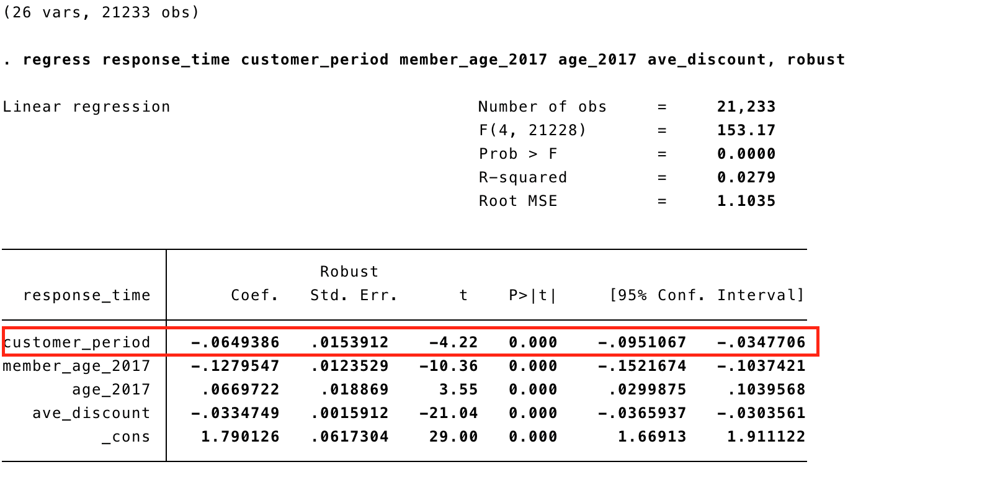 (26 vars, 21233 obs)
. regress response_time customer_period member_age_2017 age_2017 ave_discount, robust
Linear regression Number of obs = 21,233
F(4, 21228) = 153.17
Prob > F = 0.0000
R-squared = 0.0279
Root MSE = 1.1035
Robust
response_time Coef. Std. Err. t P>|t| [95% Conf. Interval]
customer_period -.0649386 .0153912 -4.22 0.000 -.0951067 -.0347706
member_age_2017 -.1279547 .0123529 -10.36 0.000 -.1521674 -.1037421
age_2017 .0669722 .018869 3.55 0.000 .0299875 .1039568
ave_discount -.0334749 .0015912 -21.04 0.000 -.0365937 -.0303561
_cons 1.790126 .0617304 29.00 0.000 1.66913 1.911122